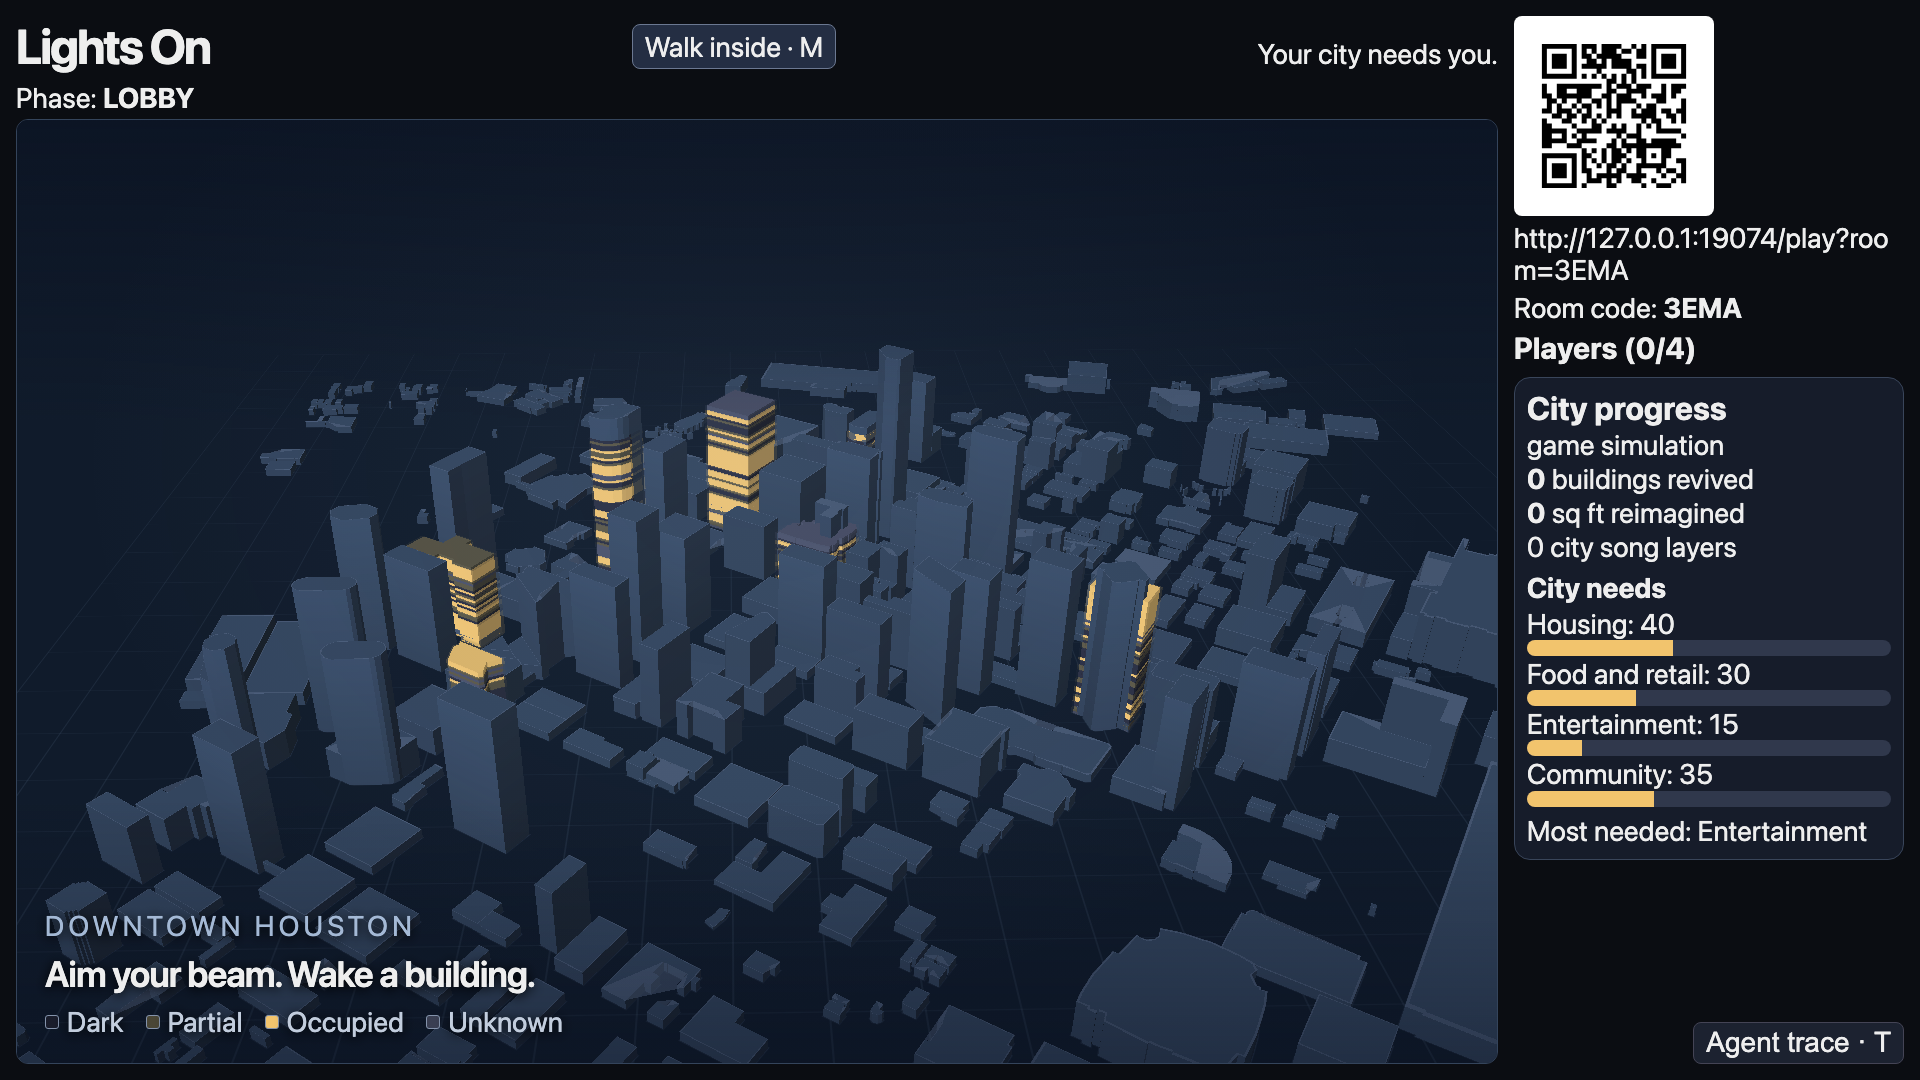 Lights On
Phase: LOBBY
Walk inside · M
Your city needs you.
http://127.0.0.1:19074/play?roo
m=3EMA
Room code: 3EMA
Players (0/4)
City progress
game simulation
0 buildings revived
0 sq ft reimagined
0 city song layers
City needs
Housing: 40
Food and retail: 30
Entertainment: 15
Community: 35
Most needed: Entertainment
DOWNTOWN HOUSTON
Aim your beam. Wake a building.
Dark Partial Occupied Unknown
Agent trace · T